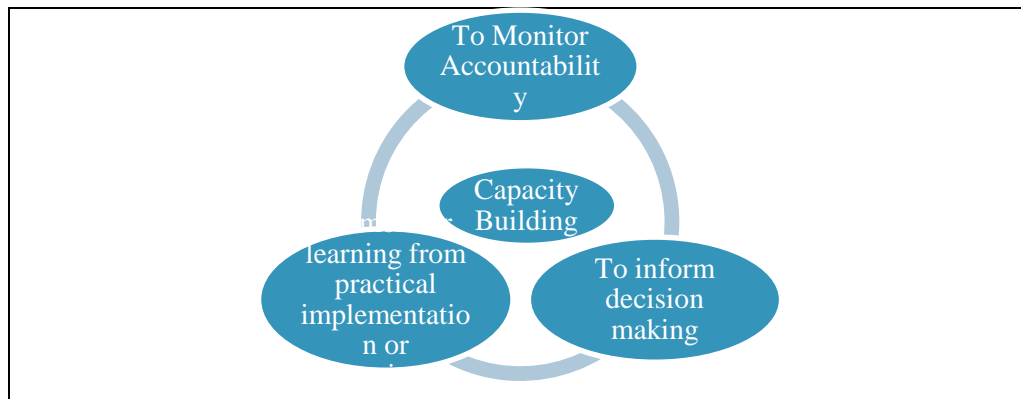 To Monitor
Accountabilit
y
Capacity
Building
learning from
practical
implementatio
n or
To inform
decision
making